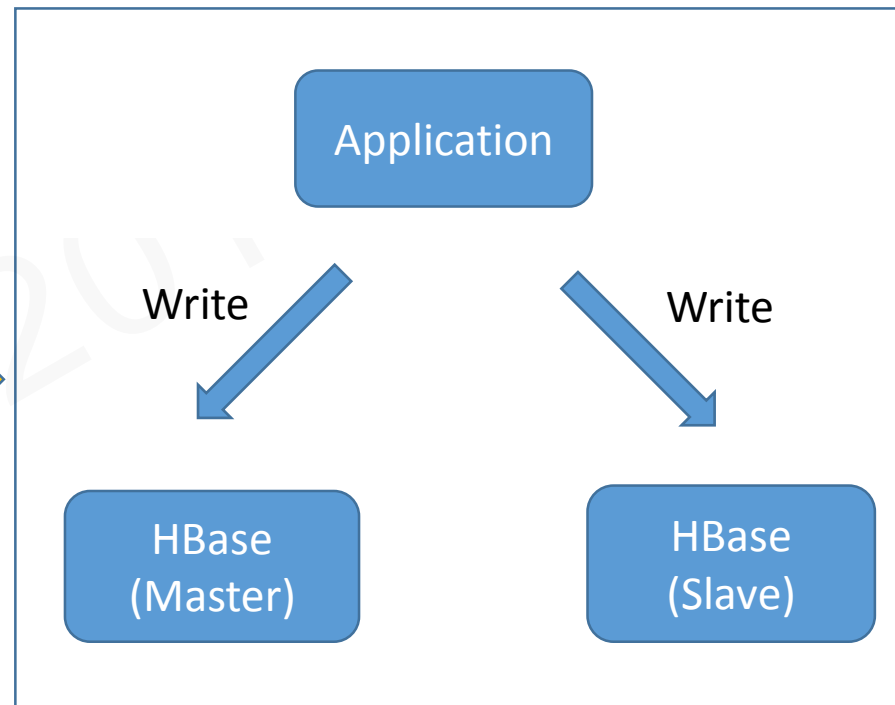 Application
Write
Write
HBase
(Master)
HBase
(Slave)